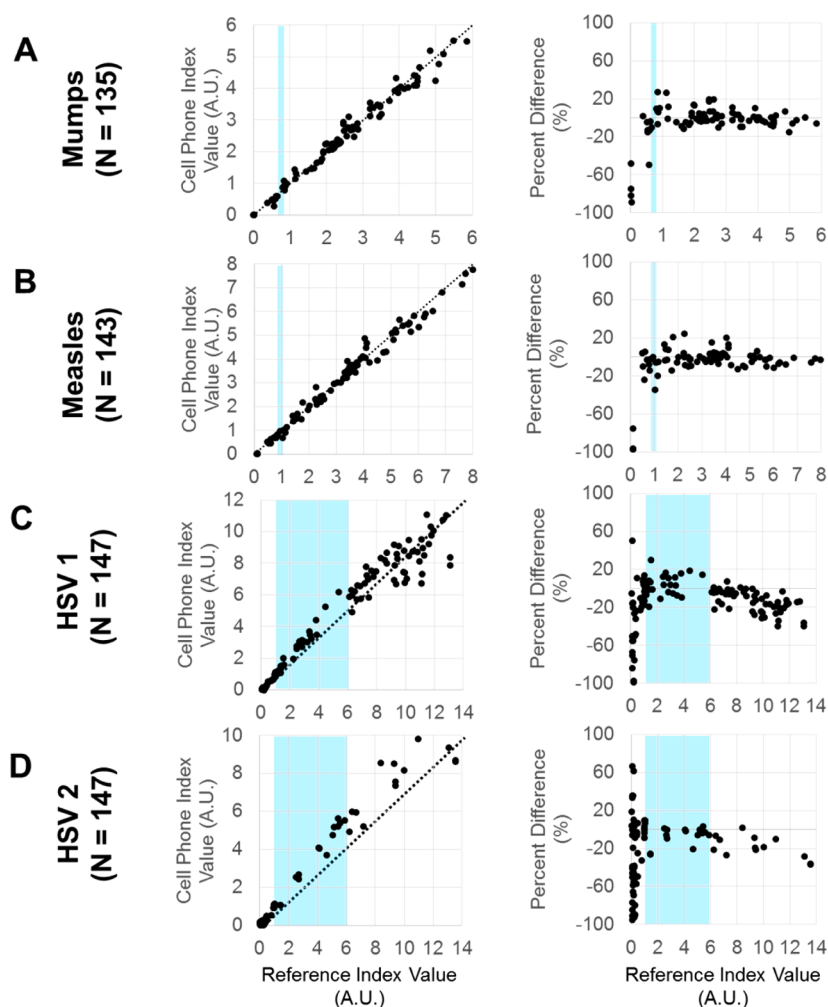 A
Mumps
(N = 135)
Cell Phone Index
Value (A.U.)
6
5
4
3
2
1
0
0 1 2 3 4 5 6
Percent Difference
(%)
100
60
20
-20
-60
-100
0 1 2 3 4 5 6
B
Measles
(N = 143)
Cell Phone Index
Value (A.U.)
8
7
6
5
4
3
2
1
0
0 1 2 3 4 5 6 7 8
Percent Difference
(%)
100
60
20
-20
-60
-100
0 1 2 3 4 5 6 7 8
C
HSV 1
(N = 147)
Cell Phone Index
Value (A.U.)
12
10
8
6
4
2
0
0 2 4 6 8 10 12 14
Percent Difference
(%)
100
60
20
-20
-60
-100
0 2 4 6 8 10 12 14
D
HSV 2
(N = 147)
Cell Phone Index
Value (A.U.)
10
8
6
4
2
0
0 2 4 6 8 10 12 14
Reference Index Value
(A.U.)
Percent Difference
(%)
100
60
20
-20
-60
-100
0 2 4 6 8 10 12 14
Reference Index Value
(A.U.)